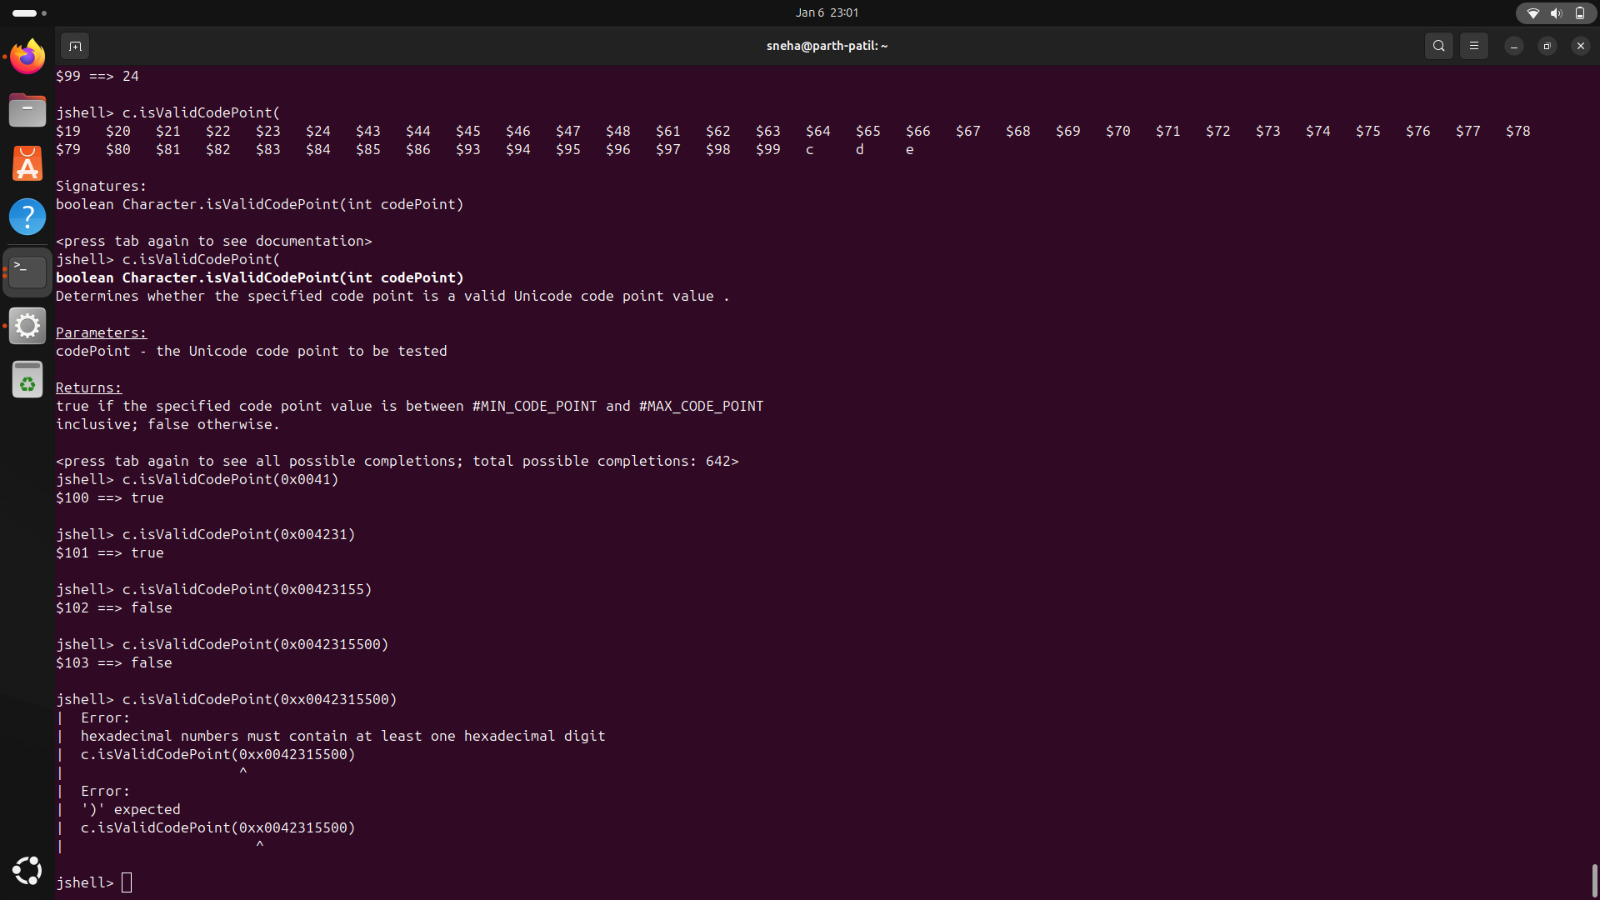 Jan 6 23:01
sneha@parth-patil: ~
$99 ==> 24
jshell> c.isValidCodePoint(
$19 $20 $21 $22 $23 $24 $43 $44 $45 $46 $47 $48 $61 $62 $63 $64 $65 $66 $67 $68 $69 $70 $71 $72 $73 $74 $75 $76 $77 $78
$79 $80 $81 $82 $83 $84 $85 $86 $93 $94 $95 $96 $97 $98 $99 c d e
Signatures:
boolean Character.isValidCodePoint(int codePoint)
<press tab again to see documentation>
jshell> c.isValidCodePoint(
boolean Character.isValidCodePoint(int codePoint)
Determines whether the specified code point is a valid Unicode code point value .
Parameters:
codePoint - the Unicode code point to be tested
Returns:
true if the specified code point value is between #MIN_CODE_POINT and #MAX_CODE_POINT
inclusive; false otherwise.
<press tab again to see all possible completions; total possible completions: 642>
jshell> c.isValidCodePoint(0x0041)
$100 ==> true
jshell> c.isValidCodePoint(0x004231)
$101 ==> true
jshell> c.isValidCodePoint(0x00423155)
$102 ==> false
jshell> c.isValidCodePoint(0x0042315500)
$103 ==> false
jshell> c.isValidCodePoint(0xx0042315500)
| Error:
| hexadecimal numbers must contain at least one hexadecimal digit
| c.isValidCodePoint(0xx0042315500)
| ^
| Error:
| ')' expected
| c.isValidCodePoint(0xx0042315500)
| ^
jshell>